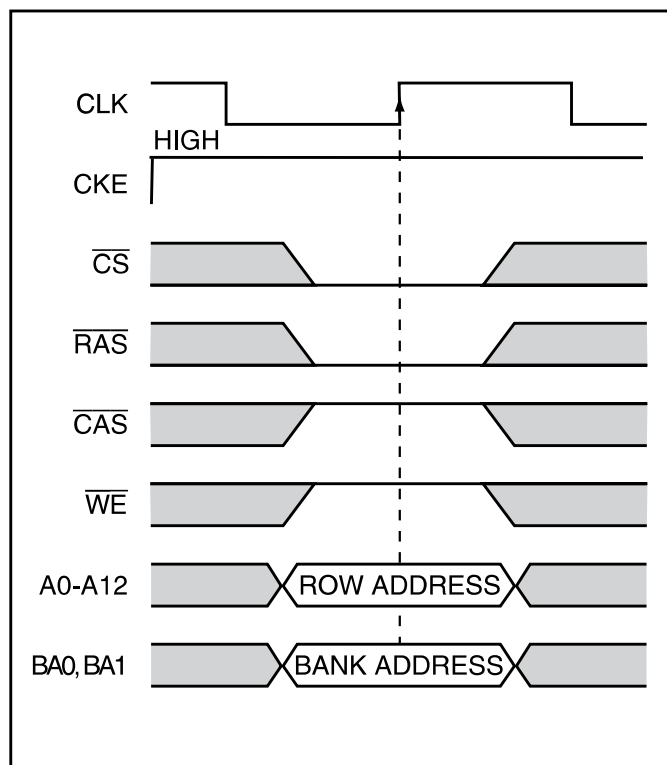 CLK
HIGH
CKE
CS
RAS
CAS
WE
A0-A12 ROW ADDRESS
BA0, BA1 BANK ADDRESS